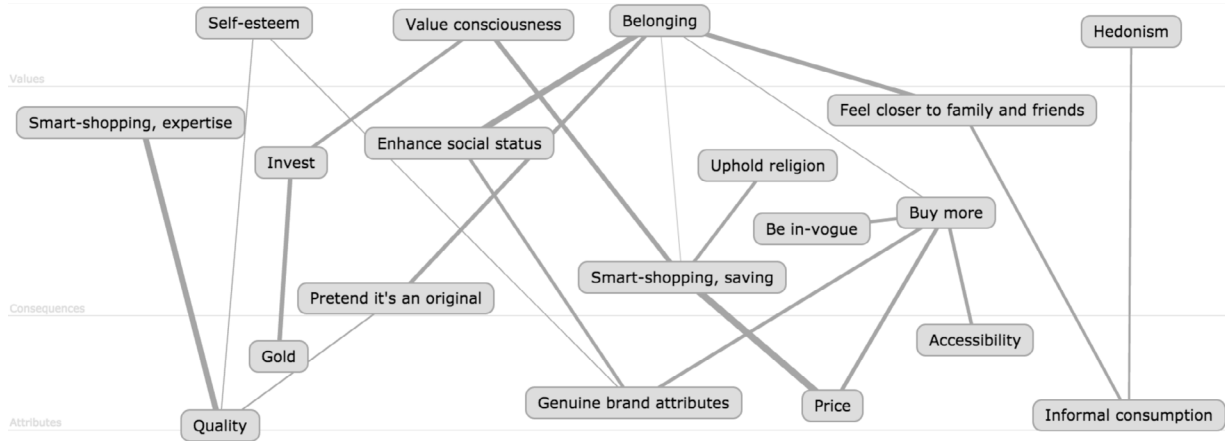 Self-esteem
Value consciousness
Belonging
Hedonism
Values
Smart-shopping, expertise
Feel closer to family and friends
Enhance social status
Invest
Uphold religion
Buy more
Be in-vogue
Smart-shopping, saving
Pretend it's an original
Consequences
Accessibility
Gold
Genuine brand attributes
Price
Informal consumption
Quality
Attributes